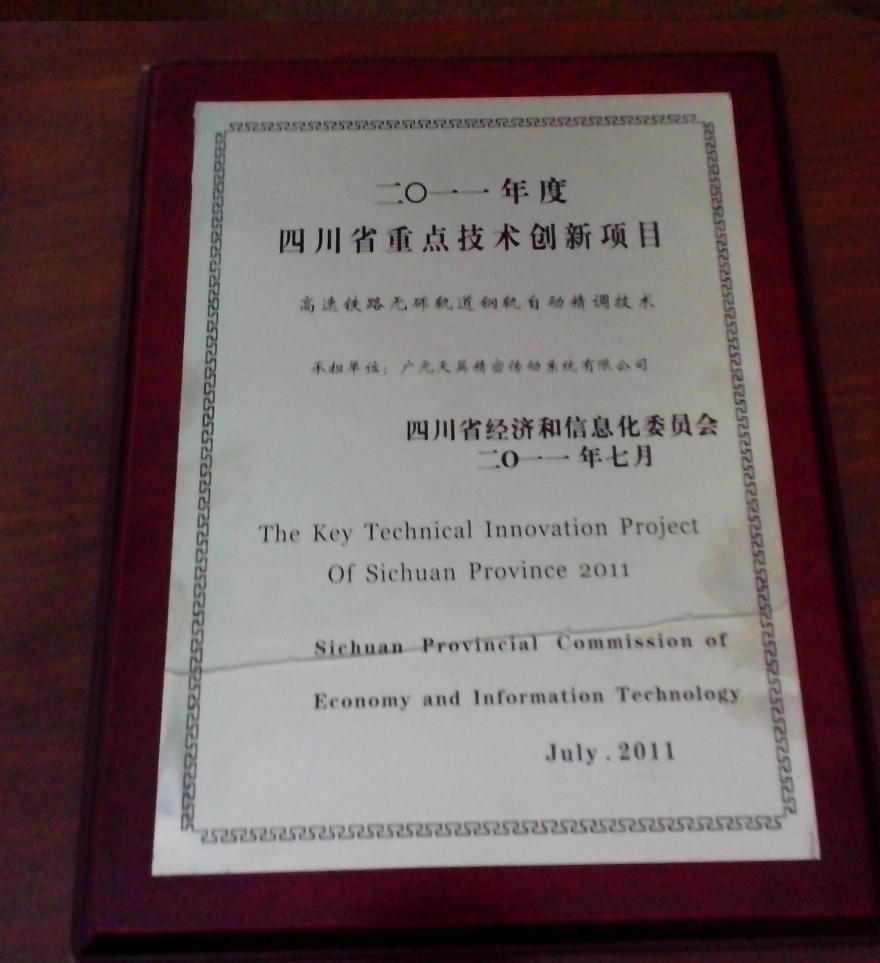 二〇一一年度
四川省重点技术创新项目
高速铁路无砟轨道钢轨自动精调技术
承担单位：广元天英精密传动系统有限公司
四川省经济和信息化委员会
二O一一年七月
The Key Technical Innovation Project
Of Sichuan Province 2011
Sichuan Provincial Commission of
Economy and Information Technology
July . 2011